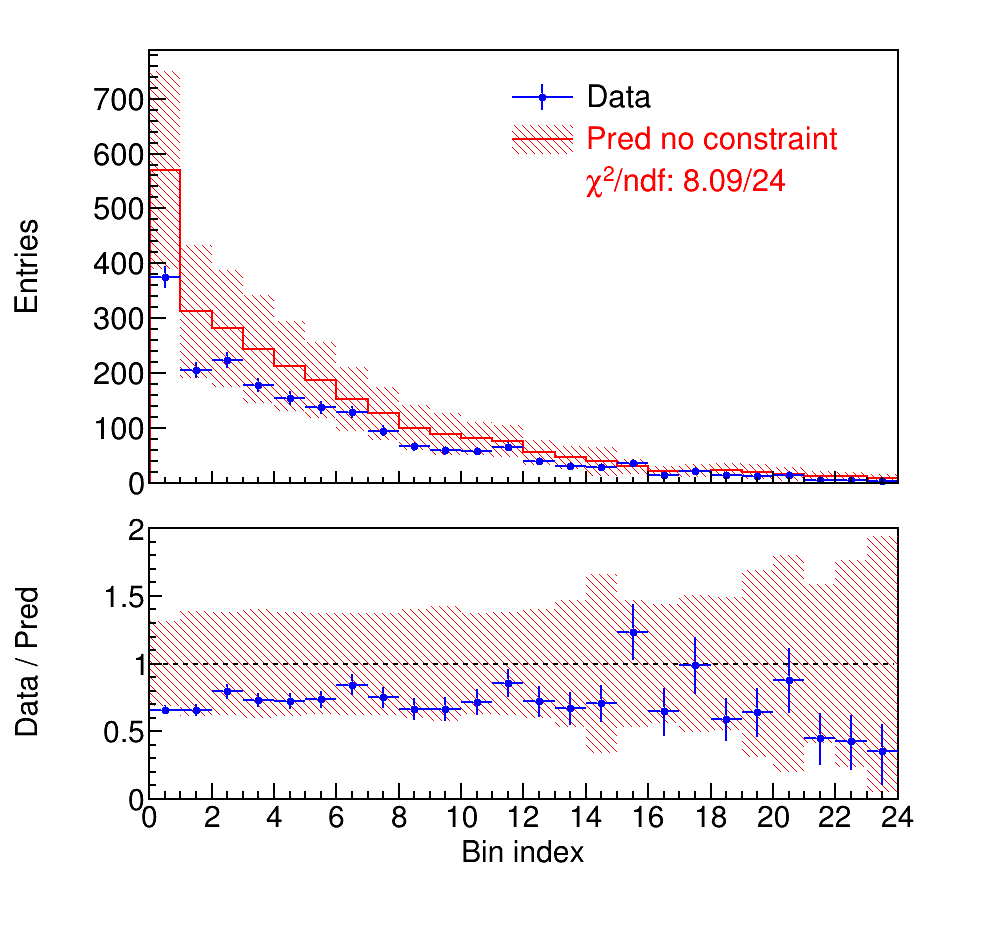 Entries
700
600
500
400
300
200
100
0
Data
Pred no constraint
χ²/ndf: 8.09/24
Data / Pred
2
1.5
1
0.5
0
0 2 4 6 8 10 12 14 16 18 20 22 24
Bin index